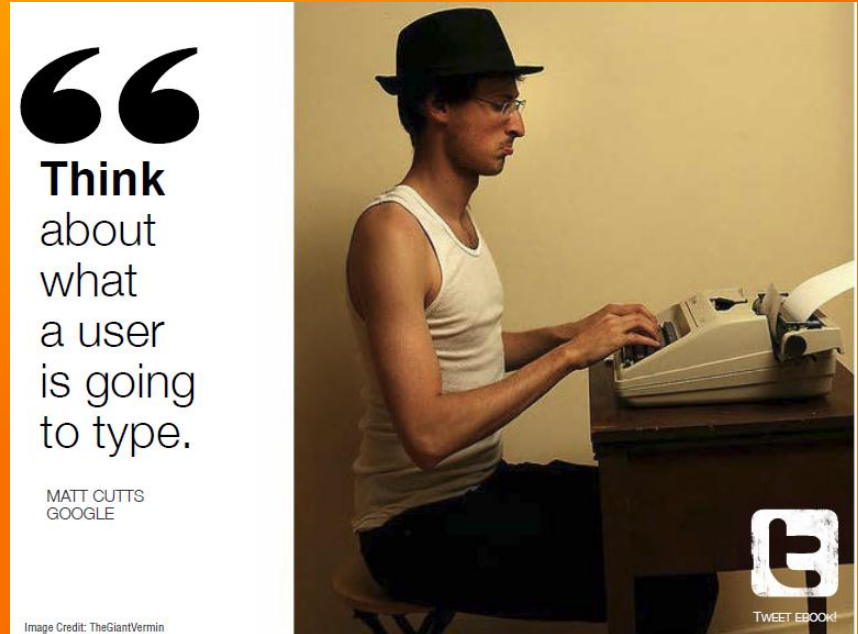 “
Think
about
what
a user
is going
to type.
MATT CUTTS
GOOGLE
Image Credit: TheGiantVermin
t
TWEET EBOOK!